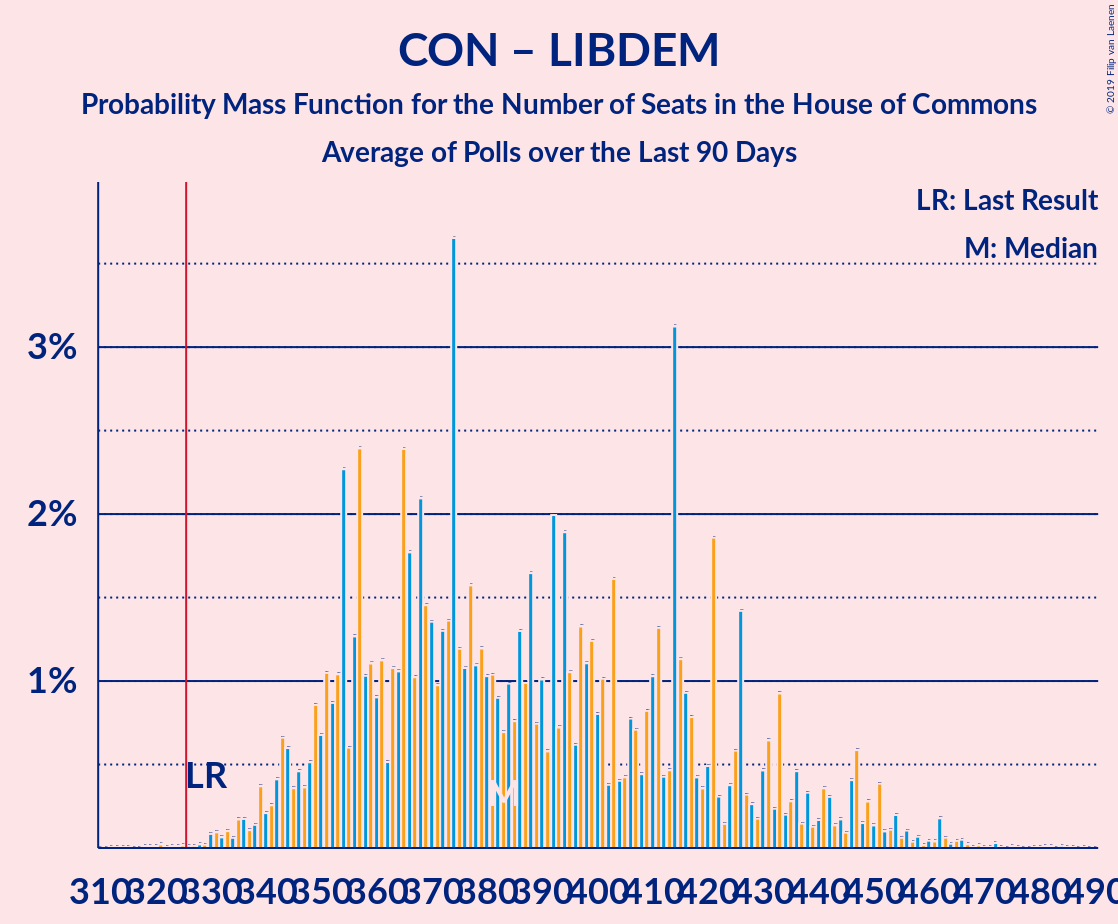 CON – LIBDEM
Probability Mass Function for the Number of Seats in the House of Commons
Average of Polls over the Last 90 Days
© 2019 Filip van Laenen
LR: Last Result
M: Median
3%
2%
1%
LR
M
310 320 330 340 350 360 370 380 390 400 410 420 430 440 450 460 470 480 490